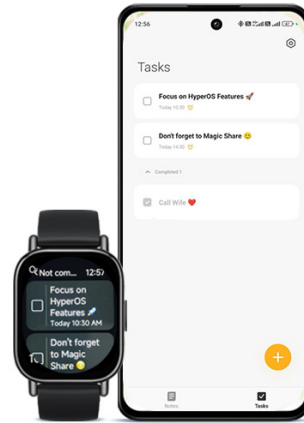 12:56
Tasks
Focus on HyperOS Features 🚀
Today 10:30 ⏰
Don't forget to Magic Share 😊
Today 14:30 ⏰
Completed 1
Call Wife ❤️
Notes
Tasks
Not com... 12:57
Focus on
HyperOS
Features 🚀
Today 10:30 AM
Don't forget
to Magic
Share 😊